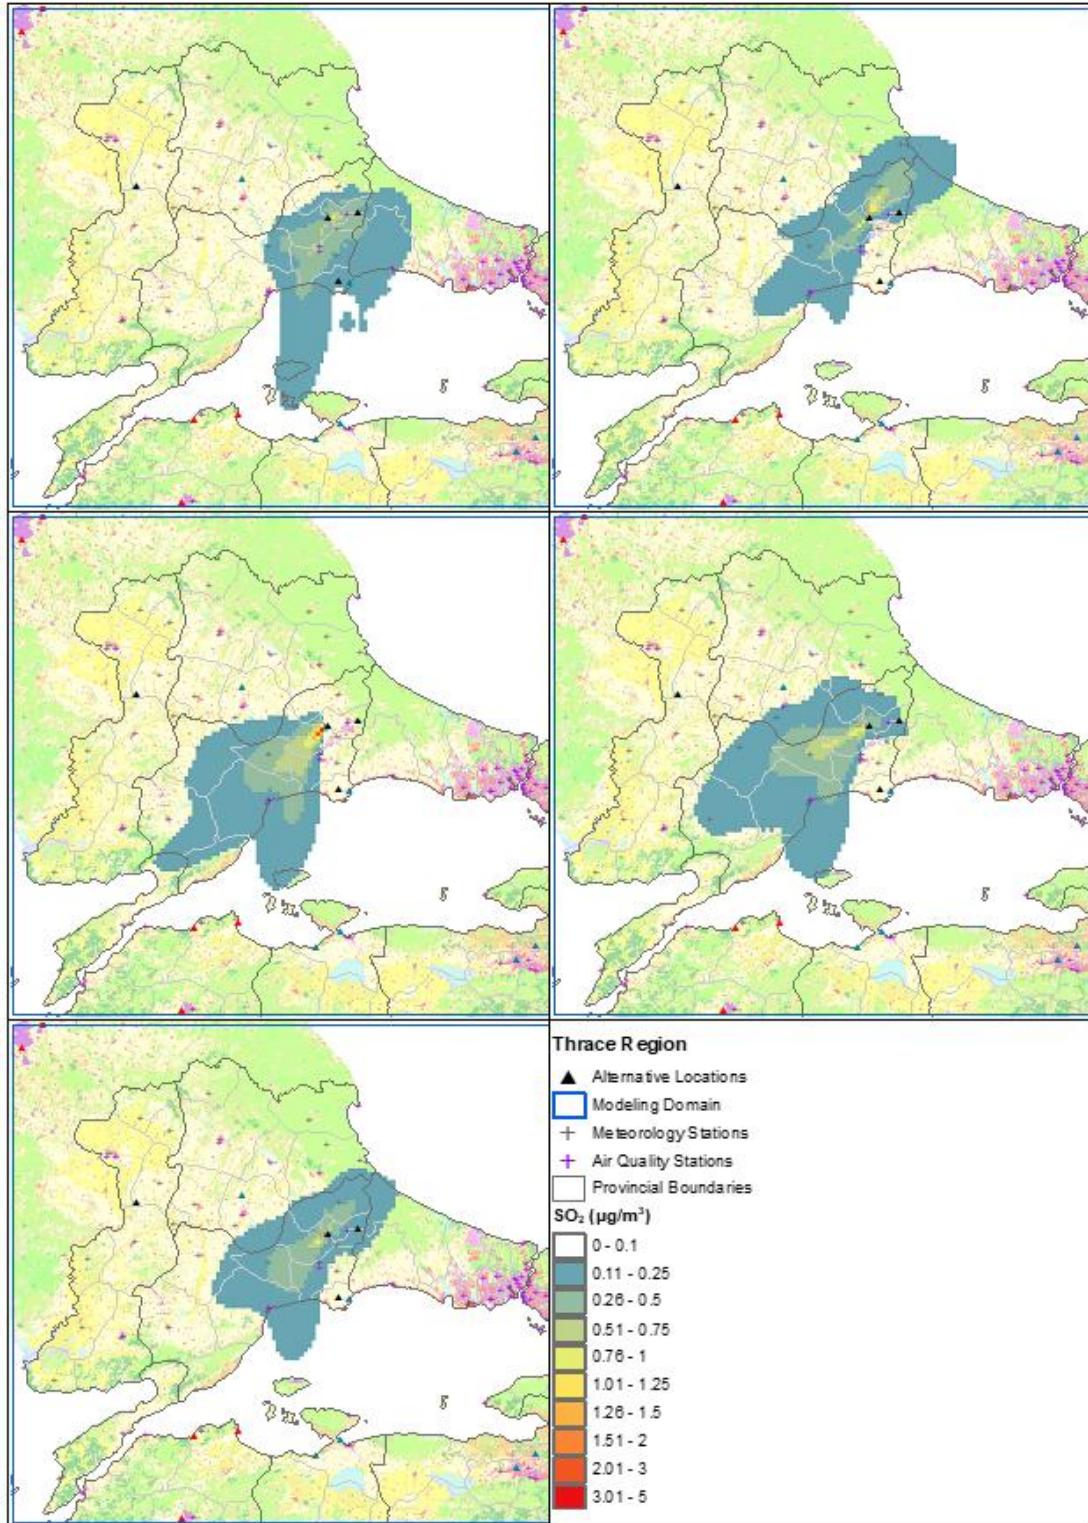 Thrace Region
Alternative Locations
Modeling Domain
Meteorology Stations
Air Quality Stations
Provincial Boundaries
SO₂ (µg/m³)
0 - 0.1
0.11 - 0.25
0.26 - 0.5
0.51 - 0.75
0.76 - 1
1.01 - 1.25
1.26 - 1.5
1.51 - 2
2.01 - 3
3.01 - 5